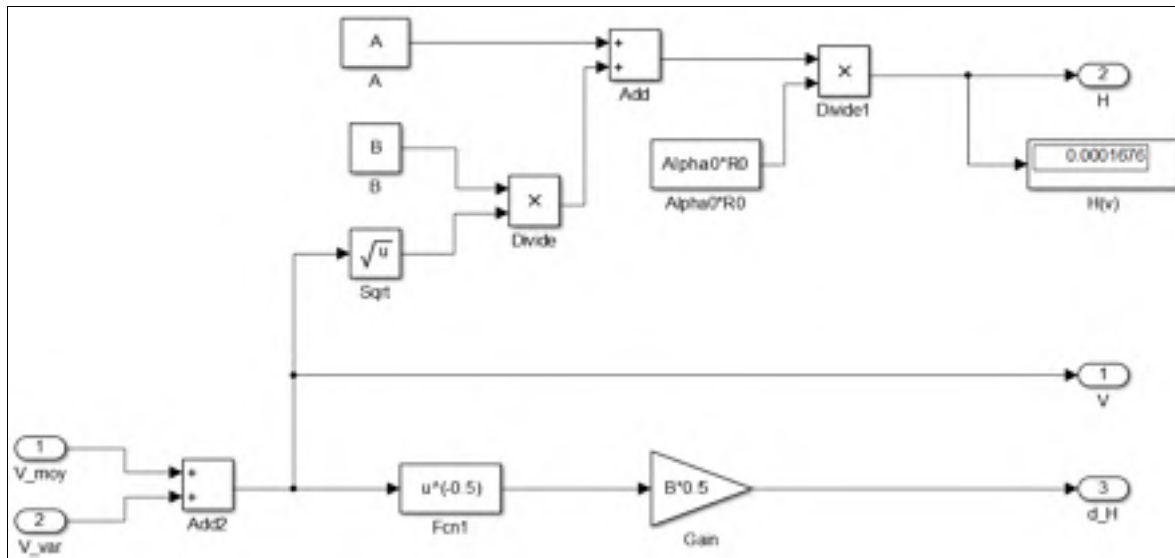 A
A
+
+
Add
×
Divide1
2
H
B
B
Alpha0*R0
Alpha0*R0
0.0001676
H(v)
×
Divide
√u
Sqrt
1
V
1
V_moy
+
+
Add2
u^(-0.5)
Fcn1
B*0.5
Gain
3
d_H
2
V_var